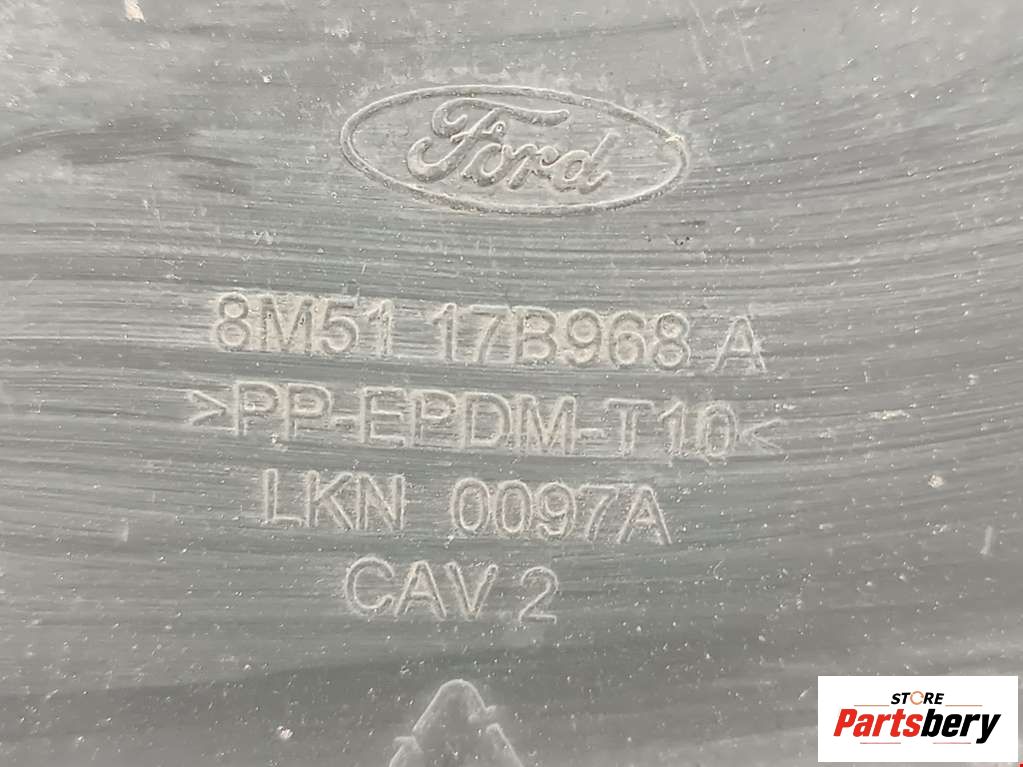 Ford
8M51 17B968 A
>PP-EPDM-T10<
LKN 0097A
CAV 2
STORE
Partsbery